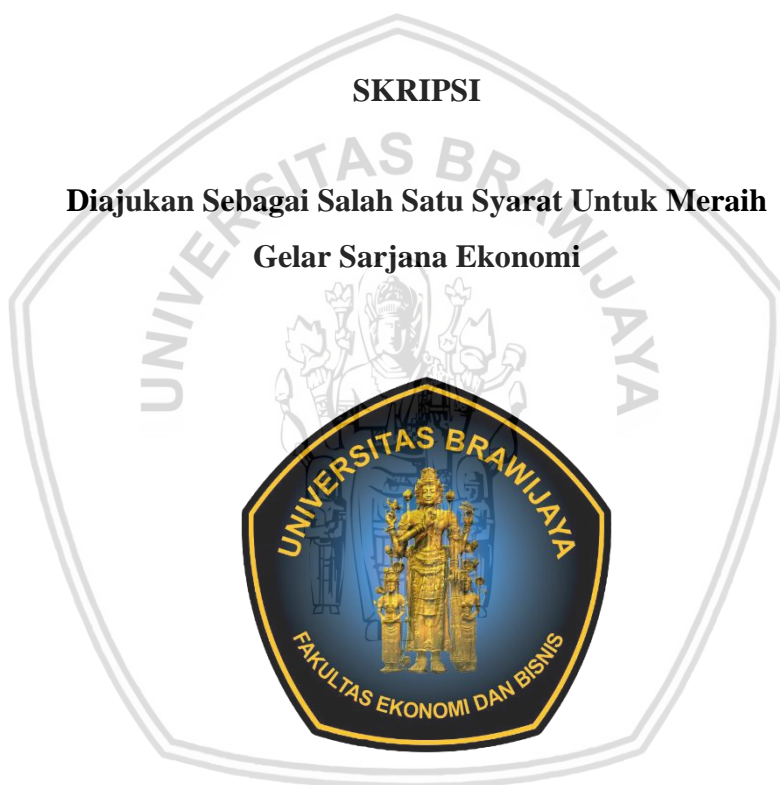 SKRIPSI
UNIVERSITAS BRAWIJAYA
Diajukan Sebagai Salah Satu Syarat Untuk Meraih
Gelar Sarjana Ekonomi
UNIVERSITAS BRAWIJAYA
FAKULTAS EKONOMI DAN BISNIS